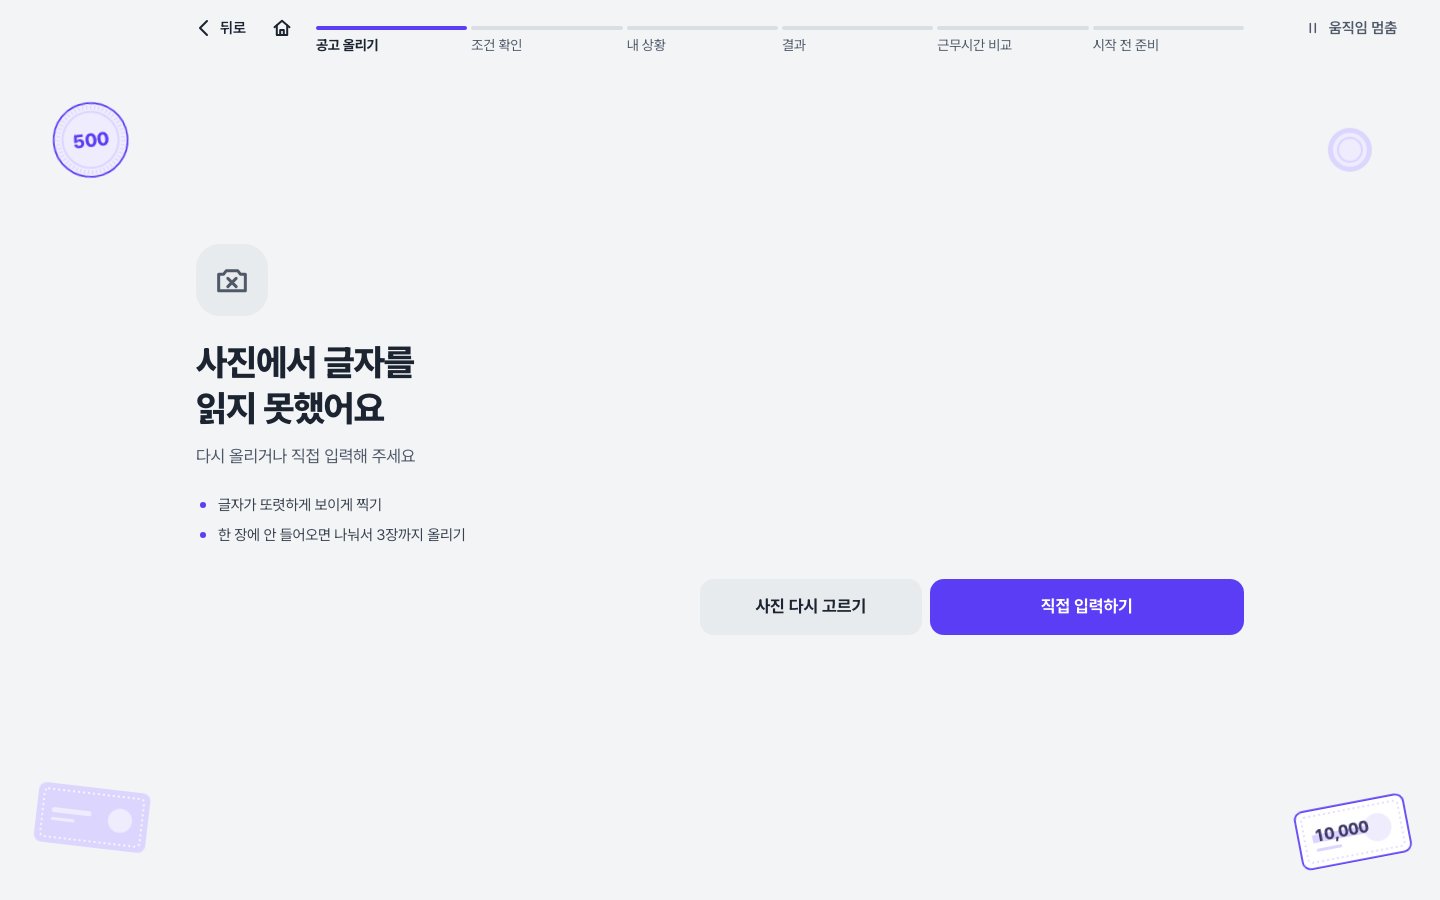 뒤로
공고 올리기
조건 확인
내 상황
결과
근무시간 비교
시작 전 준비
움직임 멈춤
500
사진에서 글자를
읽지 못했어요
다시 올리거나 직접 입력해 주세요
글자가 또렷하게 보이게 찍기
한 장에 안 들어오면 나눠서 3장까지 올리기
사진 다시 고르기
직접 입력하기
10,000